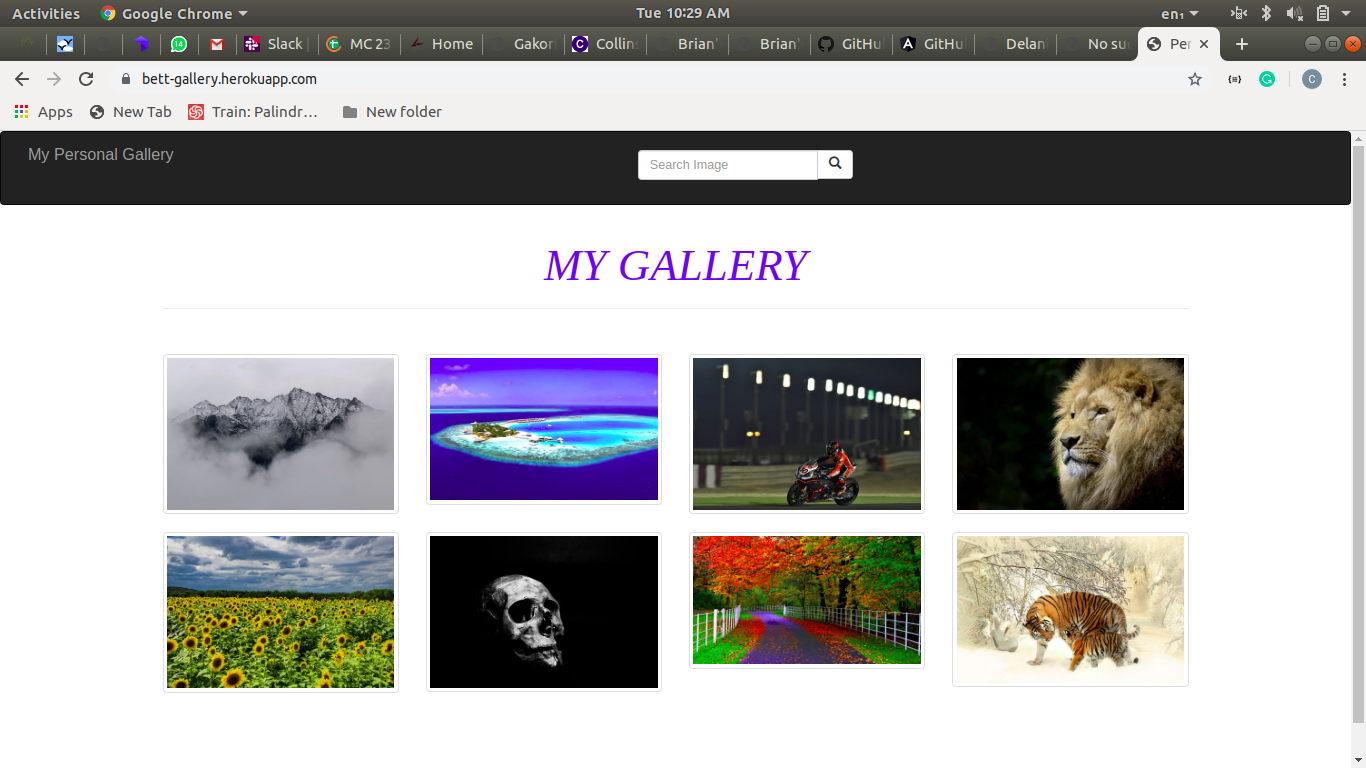 Activities Google Chrome Tue 10:29 AM en₁
14 Slack MC 23 Home Gakor Collin Brian' Brian' GitHu GitHu Delan No su Per
bett-gallery.herokuapp.com C
Apps New Tab Train: Palindr… New folder
My Personal Gallery
Search Image
MY GALLERY